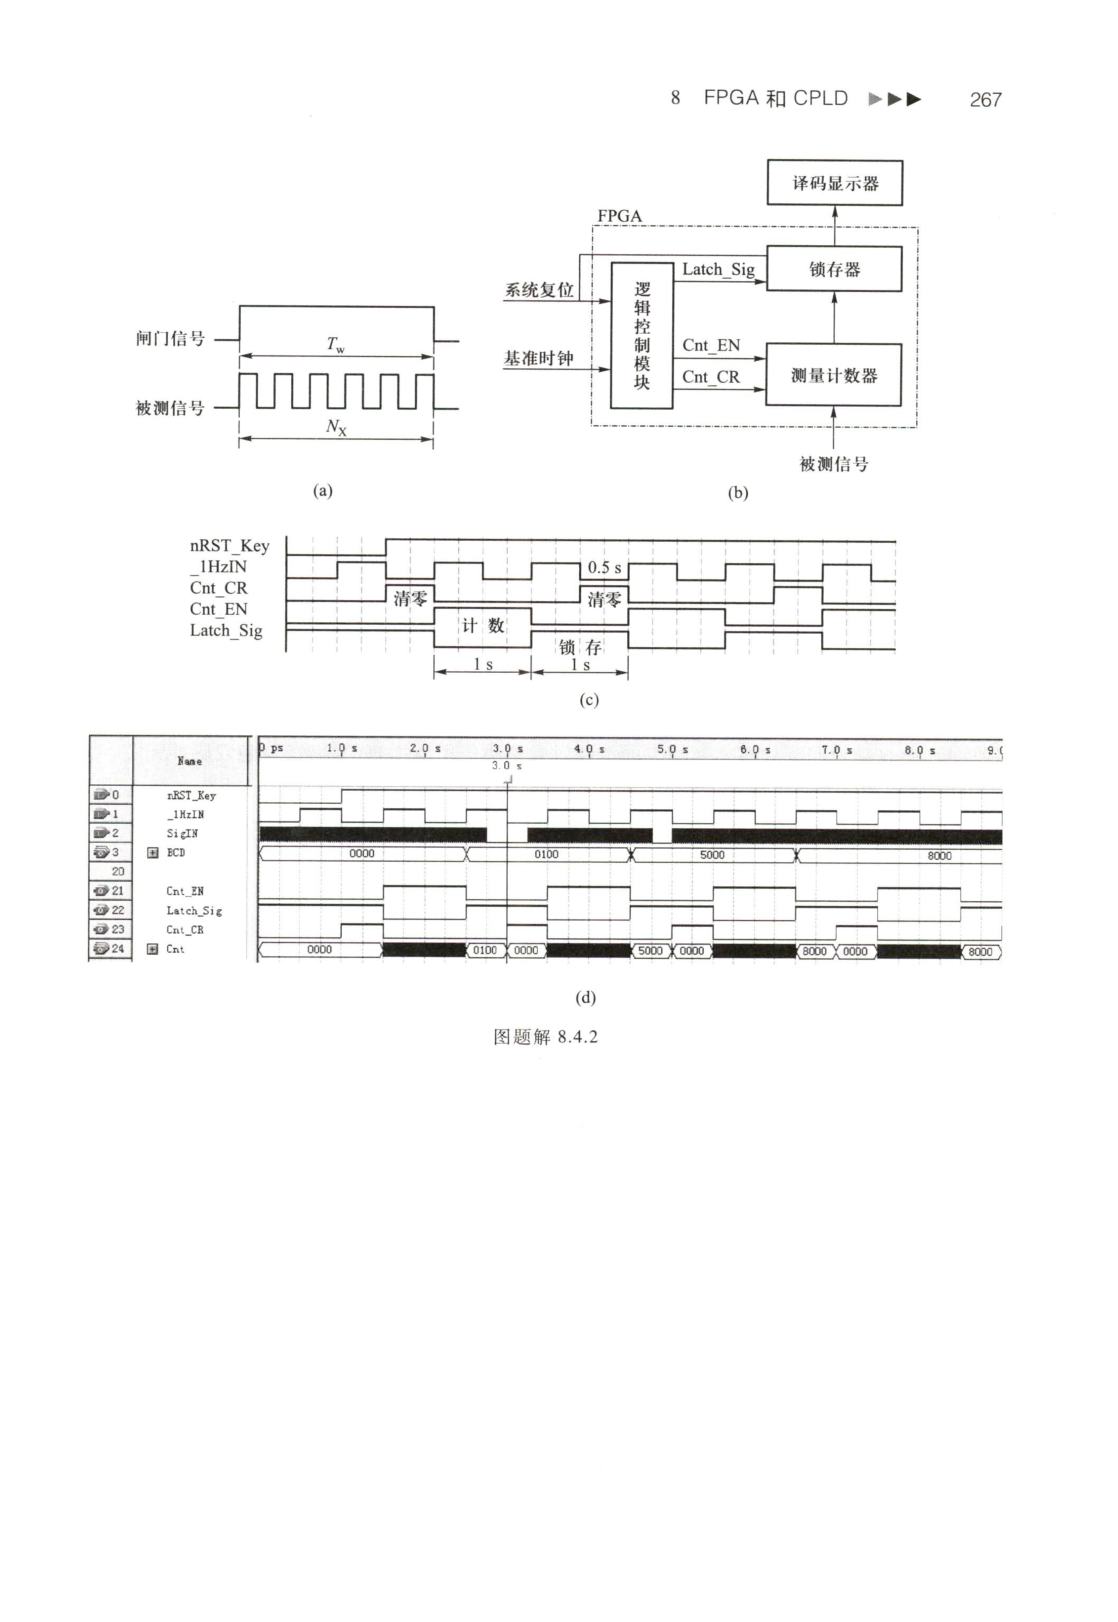 8 FPGA 和 CPLD ▶▶▶ 267
译码显示器
FPGA
Latch_Sig
锁存器
系统复位
逻辑控制模块
闸门信号
Tw
Cnt_EN
基准时钟
Cnt_CR
测量计数器
被测信号
NX
被测信号
(a)
(b)
nRST_Key
_1HzIN
0.5 s
Cnt_CR
清零
清零
Cnt_EN
计数
Latch_Sig
锁存
1 s
1 s
(c)
Name
0 ps 1.0 s 2.0 s 3.0 s 4.0 s 5.0 s 6.0 s 7.0 s 8.0 s 9.0
3.0 s
0 nRST_Key
1 _1HzIN
2 SigIN
3 BCD 0000 0100 5000 8000
20
21 Cnt_EN
22 Latch_Sig
23 Cnt_CR
24 Cnt 0000 0100 0000 5000 0000 8000 0000 8000
(d)
图题解 8.4.2